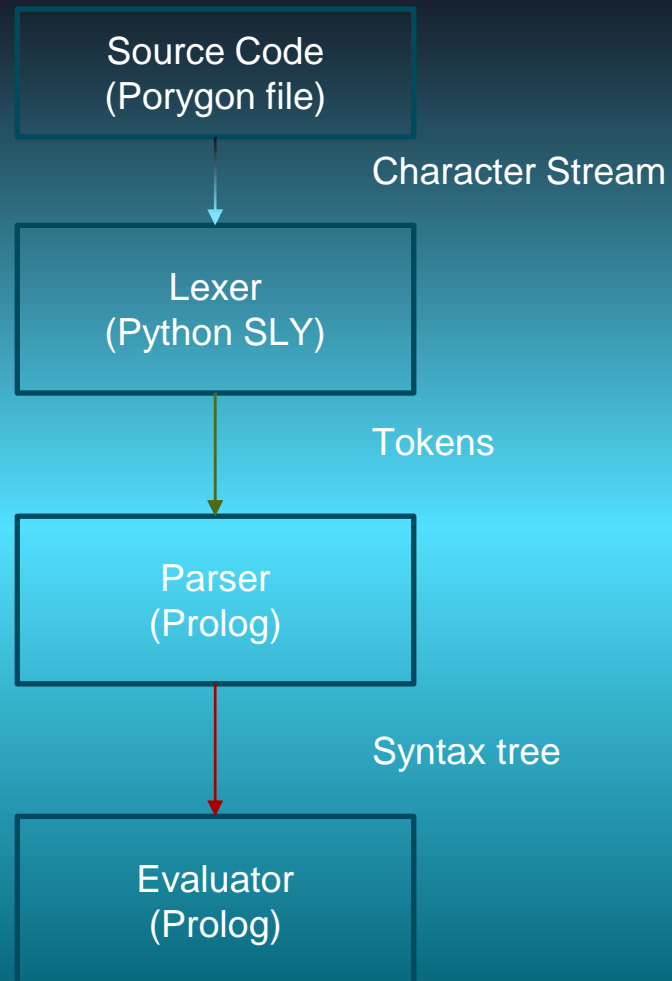 Source Code
(Porygon file)
Character Stream
Lexer
(Python SLY)
Tokens
Parser
(Prolog)
Syntax tree
Evaluator
(Prolog)